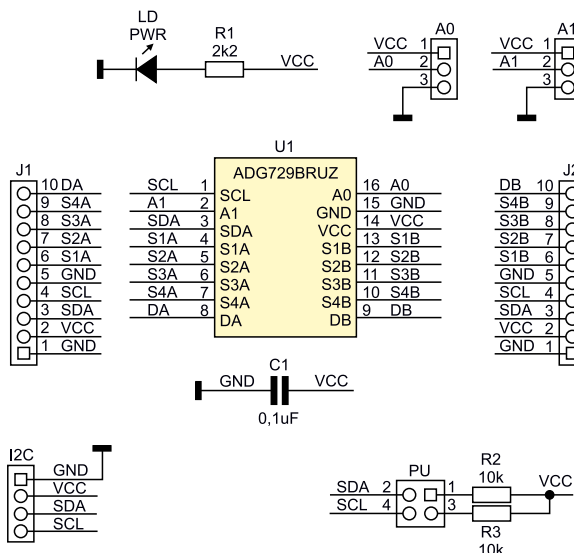 LD
PWR
R1
2k2
VCC
A0
VCC 1
A0 2
3
A1
VCC 1
A1 2
3
J1
10 DA
9 S4A
8 S3A
7 S2A
6 S1A
5 GND
4 SCL
3 SDA
2 VCC
1 GND
U1
ADG729BRUZ
SCL 1 SCL A0 16 A0
A1 2 A1 GND 15 GND
SDA 3 SDA VCC 14 VCC
S1A 4 S1A S1B 13 S1B
S2A 5 S2A S2B 12 S2B
S3A 6 S3A S3B 11 S3B
S4A 7 S4A S4B 10 S4B
DA 8 DA DB 9 DB
J2
DB 10
S4B 9
S3B 8
S2B 7
S1B 6
GND 5
SCL 4
SDA 3
VCC 2
GND 1
C1
GND VCC
0,1uF
I2C
GND
VCC
SDA
SCL
PU
SDA 2 1
SCL 4 3
R2
10k
VCC
R3
10k